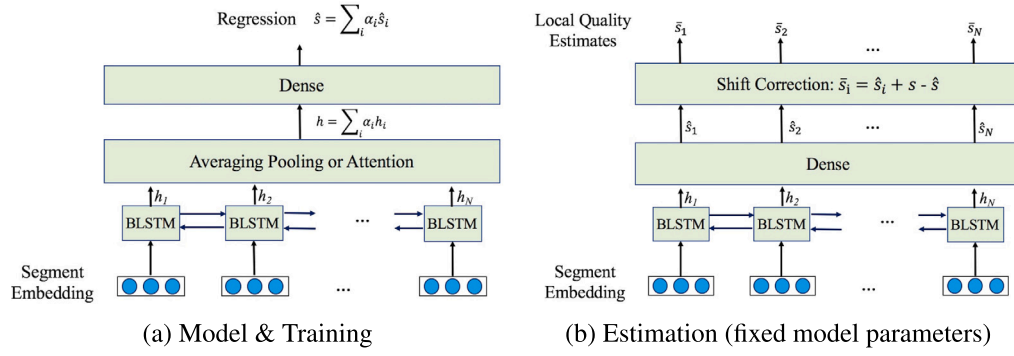 Regression ŝ = ∑ᵢ αᵢŝᵢ
Dense
h = ∑ᵢ αᵢhᵢ
Averaging Pooling or Attention
h₁ h₂ h_N
BLSTM BLSTM ... BLSTM
Segment
Embedding
...
(a) Model & Training
Local Quality
Estimates
s̄₁ s̄₂ ... s̄_N
Shift Correction: s̄ᵢ = ŝᵢ + s - ŝ
ŝ₁ ŝ₂ ... ŝ_N
Dense
h₁ h₂ h_N
BLSTM BLSTM ... BLSTM
Segment
Embedding
...
(b) Estimation (fixed model parameters)